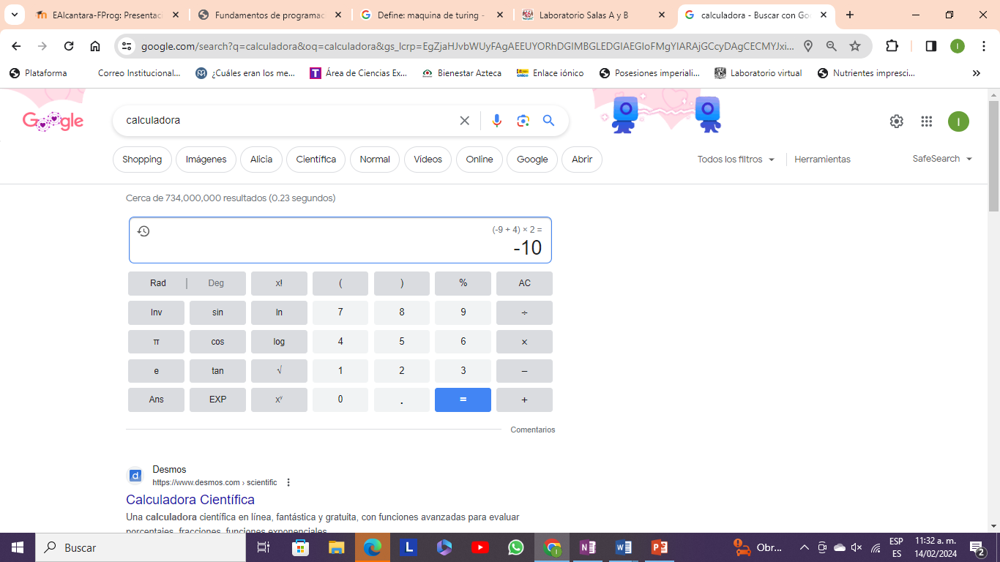 EAlcantara-FProg: Presentaci
Fundamentos de programac
Define: maquina de turing -
Laboratorio Salas A y B
calculadora - Buscar con Goo
google.com/search?q=calculadora&oq=calculadora&gs_lcrp=EgZjaHJvbWUyFAgAEEUYORhDGIMBGLEDGIAEGIoFMgYIARAjGCcyDAgCECMYJxi...
I
Plataforma
Correo Institucional...
¿Cuáles eran los me...
Área de Ciencias Ex...
Bienestar Azteca
Enlace iónico
Posesiones imperiali...
Laboratorio virtual
Nutrientes impresci...
Google
calculadora
I
Shopping
Imágenes
Alicia
Científica
Normal
Vídeos
Online
Google
Abrir
Todos los filtros
Herramientas
SafeSearch
Cerca de 734,000,000 resultados (0.23 segundos)
(-9 + 4) × 2 =
-10
Rad | Deg x! ( ) % AC
Inv sin ln 7 8 9 ÷
π cos log 4 5 6 ×
e tan √ 1 2 3 −
Ans EXP xʸ 0 . = +
Comentarios
Desmos
https://www.desmos.com › scientific
Calculadora Científica
Una calculadora científica en línea, fantástica y gratuita, con funciones avanzadas para evaluar
porcentajes, fracciones, funciones exponenciales
Buscar
Obr...
ESP
ES
11:32 a. m.
14/02/2024
2